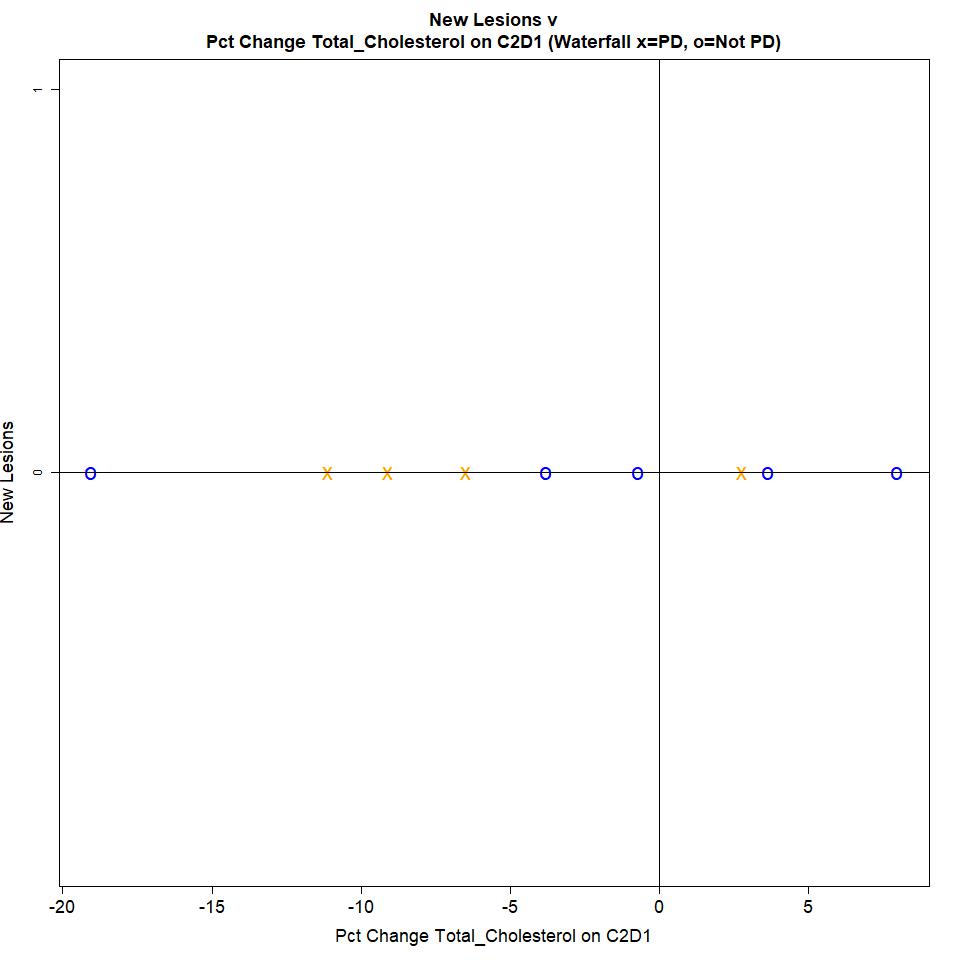 New Lesions v
Pct Change Total_Cholesterol on C2D1 (Waterfall x=PD, o=Not PD)
1
New Lesions
0
o x x x o o x o o
-20 -15 -10 -5 0 5
Pct Change Total_Cholesterol on C2D1